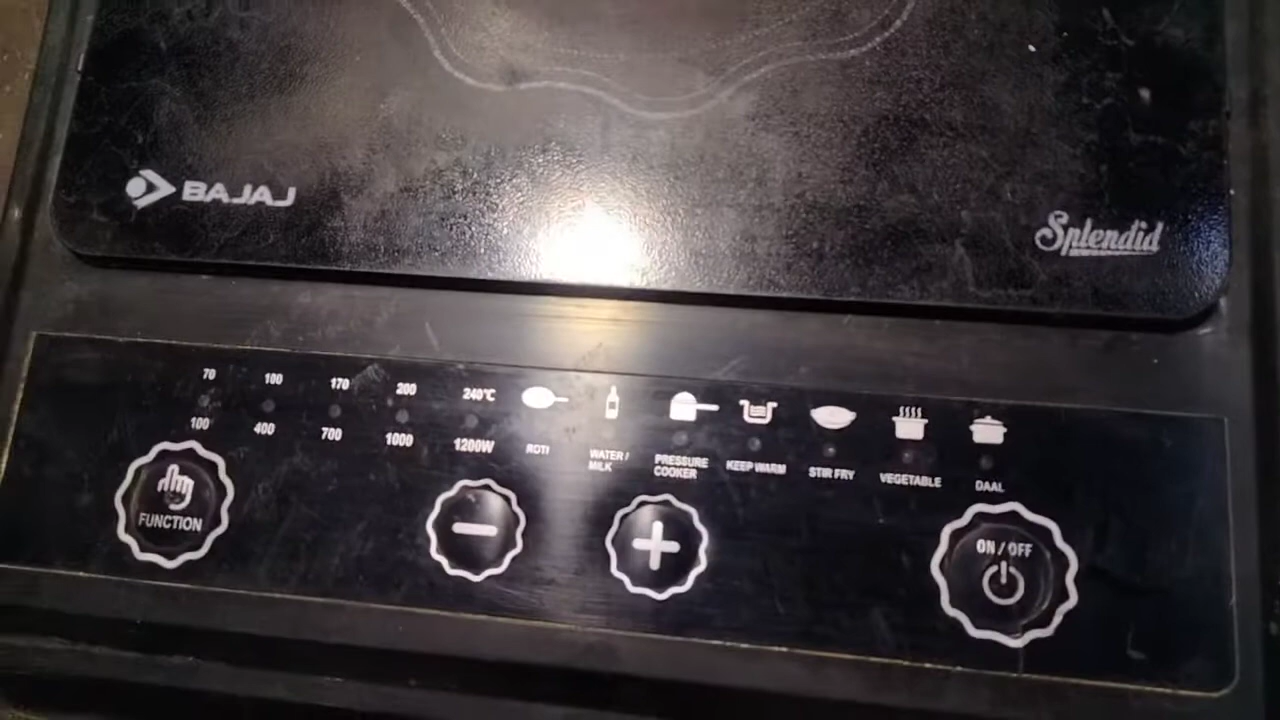 BAJAJ
Splendid
70 100 170 200 240°C
100 400 700 1000 1200W
ROTI
WATER /
MILK
PRESSURE
COOKER
KEEP WARM
STIR FRY
VEGETABLE
DAAL
FUNCTION
ON / OFF